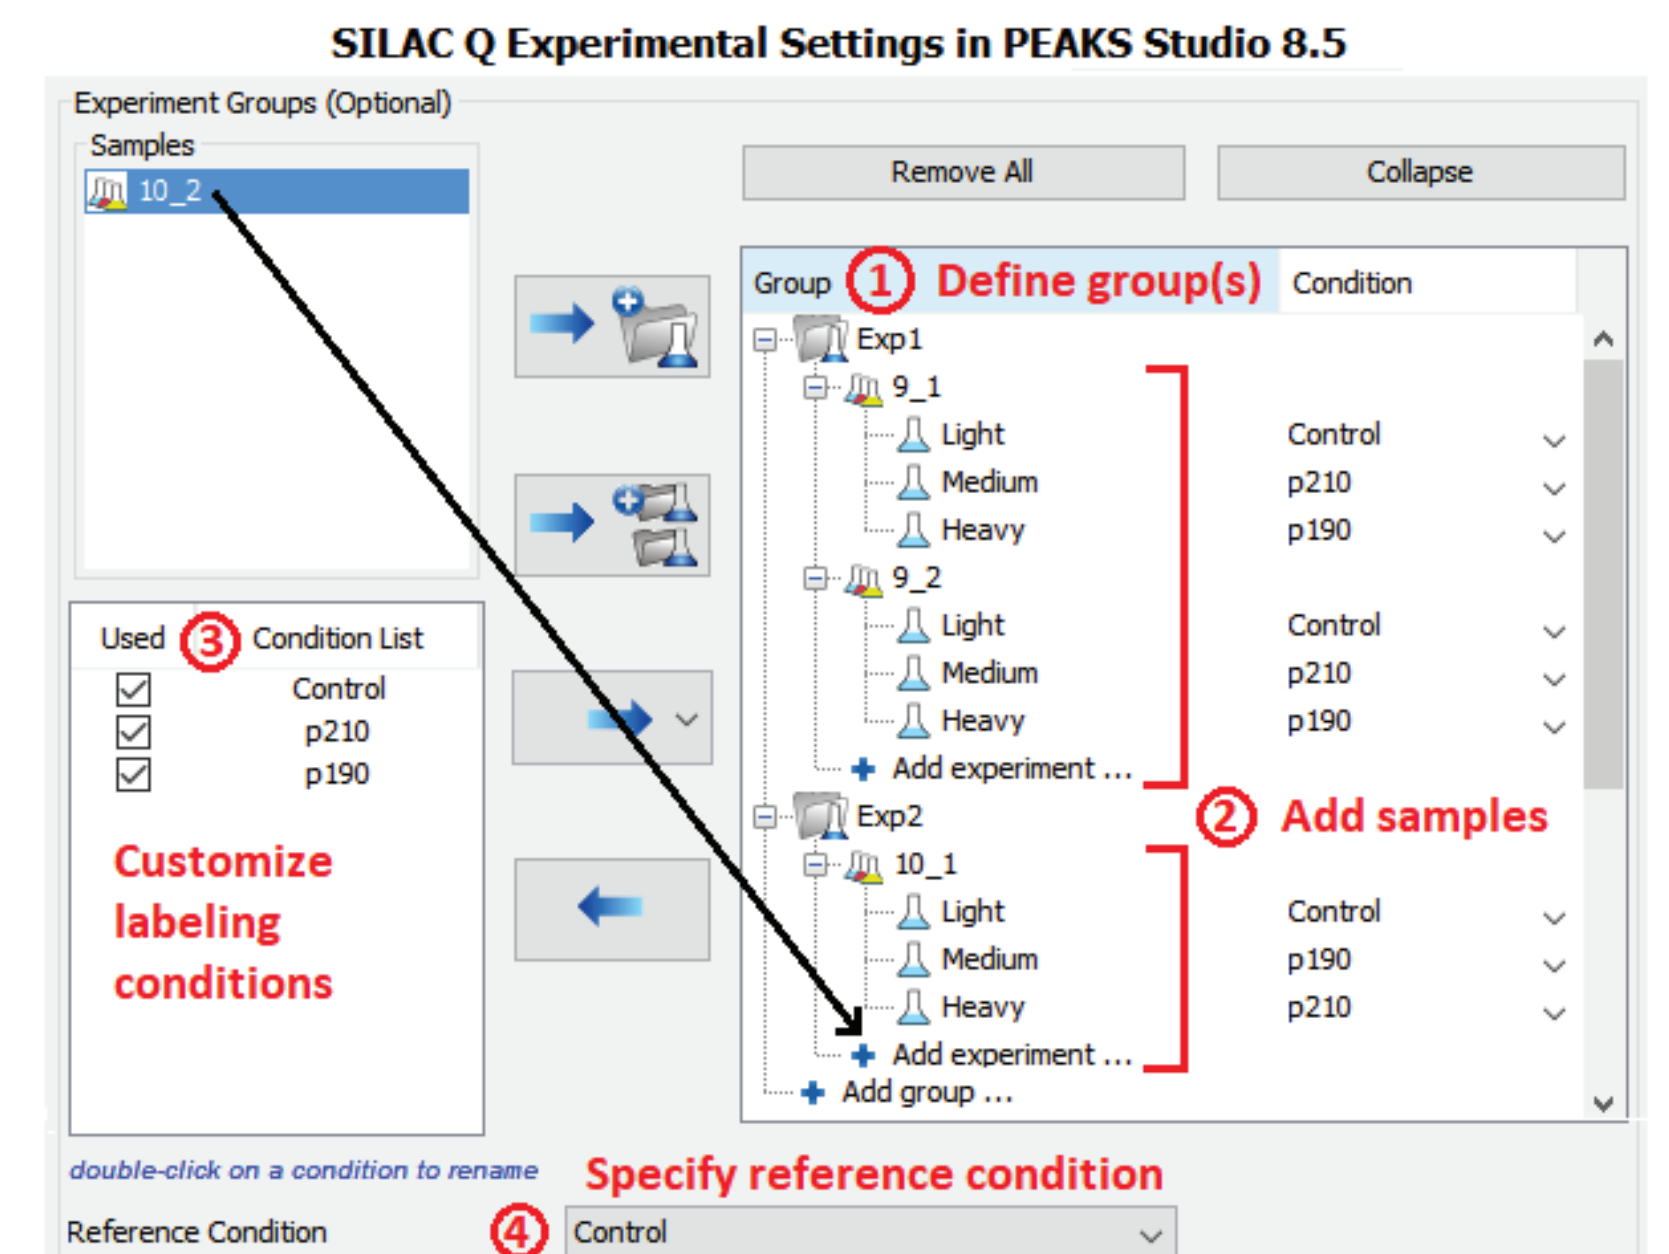 SILAC Q Experimental Settings in PEAKS Studio 8.5
Experiment Groups (Optional)
Samples
10_2
Remove All
Collapse
Group 1 Define group(s) Condition
Exp1
9_1
Light Control
Medium p210
Heavy p190
9_2
Light Control
Medium p210
Heavy p190
Add experiment ...
2 Add samples
Exp2
10_1
Light Control
Medium p190
Heavy p210
Add experiment ...
Add group ...
Used 3 Condition List
Control
p210
p190
Customize
labeling
conditions
double-click on a condition to rename
Specify reference condition
Reference Condition 4 Control